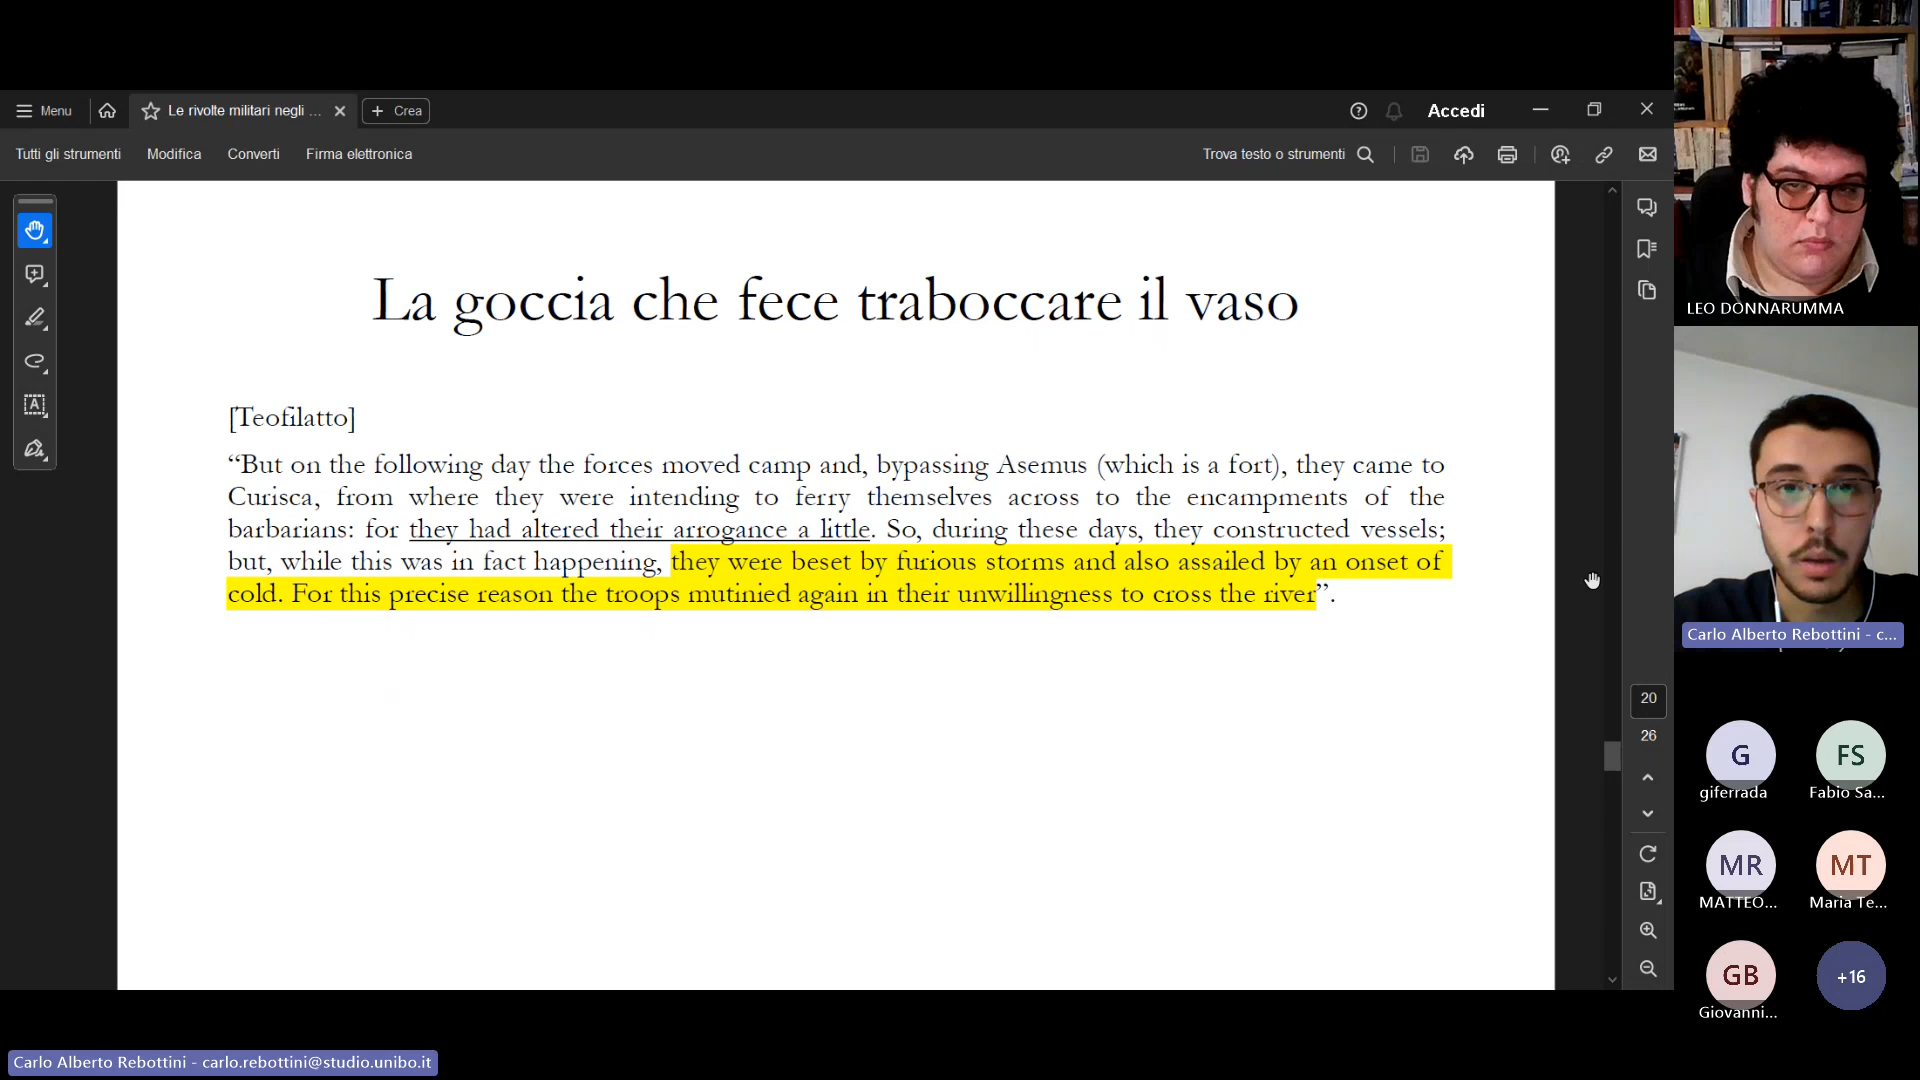 Menu
Le rivolte militari negli ...
Crea
Accedi
Tutti gli strumenti
Modifica
Converti
Firma elettronica
Trova testo o strumenti
La goccia che fece traboccare il vaso
[Teofilatto]
“But on the following day the forces moved camp and, bypassing Asemus (which is a fort), they came to
Curisca, from where they were intending to ferry themselves across to the encampments of the
barbarians: for they had altered their arrogance a little. So, during these days, they constructed vessels;
but, while this was in fact happening, they were beset by furious storms and also assailed by an onset of
cold. For this precise reason the troops mutinied again in their unwillingness to cross the river”.
20
26
LEO DONNARUMMA
Carlo Alberto Rebottini - c...
G
giferrada
FS
Fabio Sa...
MR
MATTEO...
MT
Maria Te...
GB
Giovanni...
+16
Carlo Alberto Rebottini - carlo.rebottini@studio.unibo.it